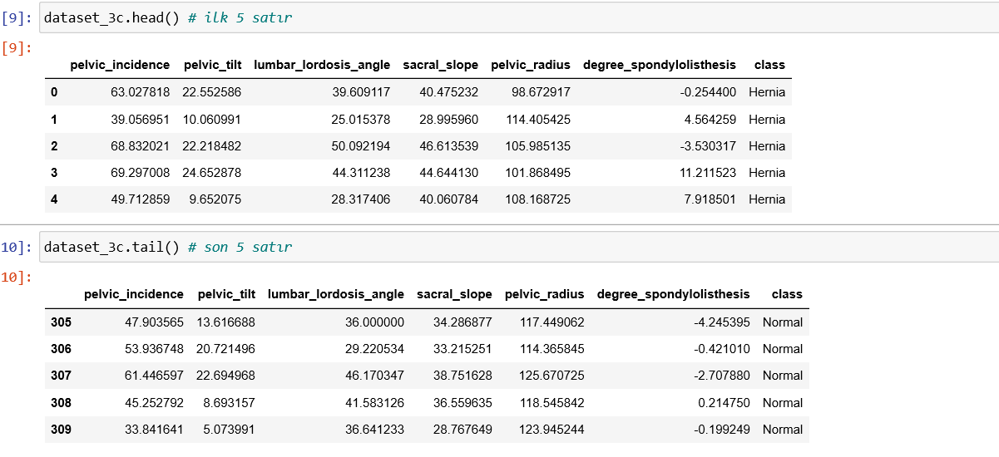 [9]: dataset_3c.head() # ilk 5 satır
[9]:
pelvic_incidence pelvic_tilt lumbar_lordosis_angle sacral_slope pelvic_radius degree_spondylolisthesis class
0 63.027818 22.552586 39.609117 40.475232 98.672917 -0.254400 Hernia
1 39.056951 10.060991 25.015378 28.995960 114.405425 4.564259 Hernia
2 68.832021 22.218482 50.092194 46.613539 105.985135 -3.530317 Hernia
3 69.297008 24.652878 44.311238 44.644130 101.868495 11.211523 Hernia
4 49.712859 9.652075 28.317406 40.060784 108.168725 7.918501 Hernia
10]: dataset_3c.tail() # son 5 satır
10]:
pelvic_incidence pelvic_tilt lumbar_lordosis_angle sacral_slope pelvic_radius degree_spondylolisthesis class
305 47.903565 13.616688 36.000000 34.286877 117.449062 -4.245395 Normal
306 53.936748 20.721496 29.220534 33.215251 114.365845 -0.421010 Normal
307 61.446597 22.694968 46.170347 38.751628 125.670725 -2.707880 Normal
308 45.252792 8.693157 41.583126 36.559635 118.545842 0.214750 Normal
309 33.841641 5.073991 36.641233 28.767649 123.945244 -0.199249 Normal